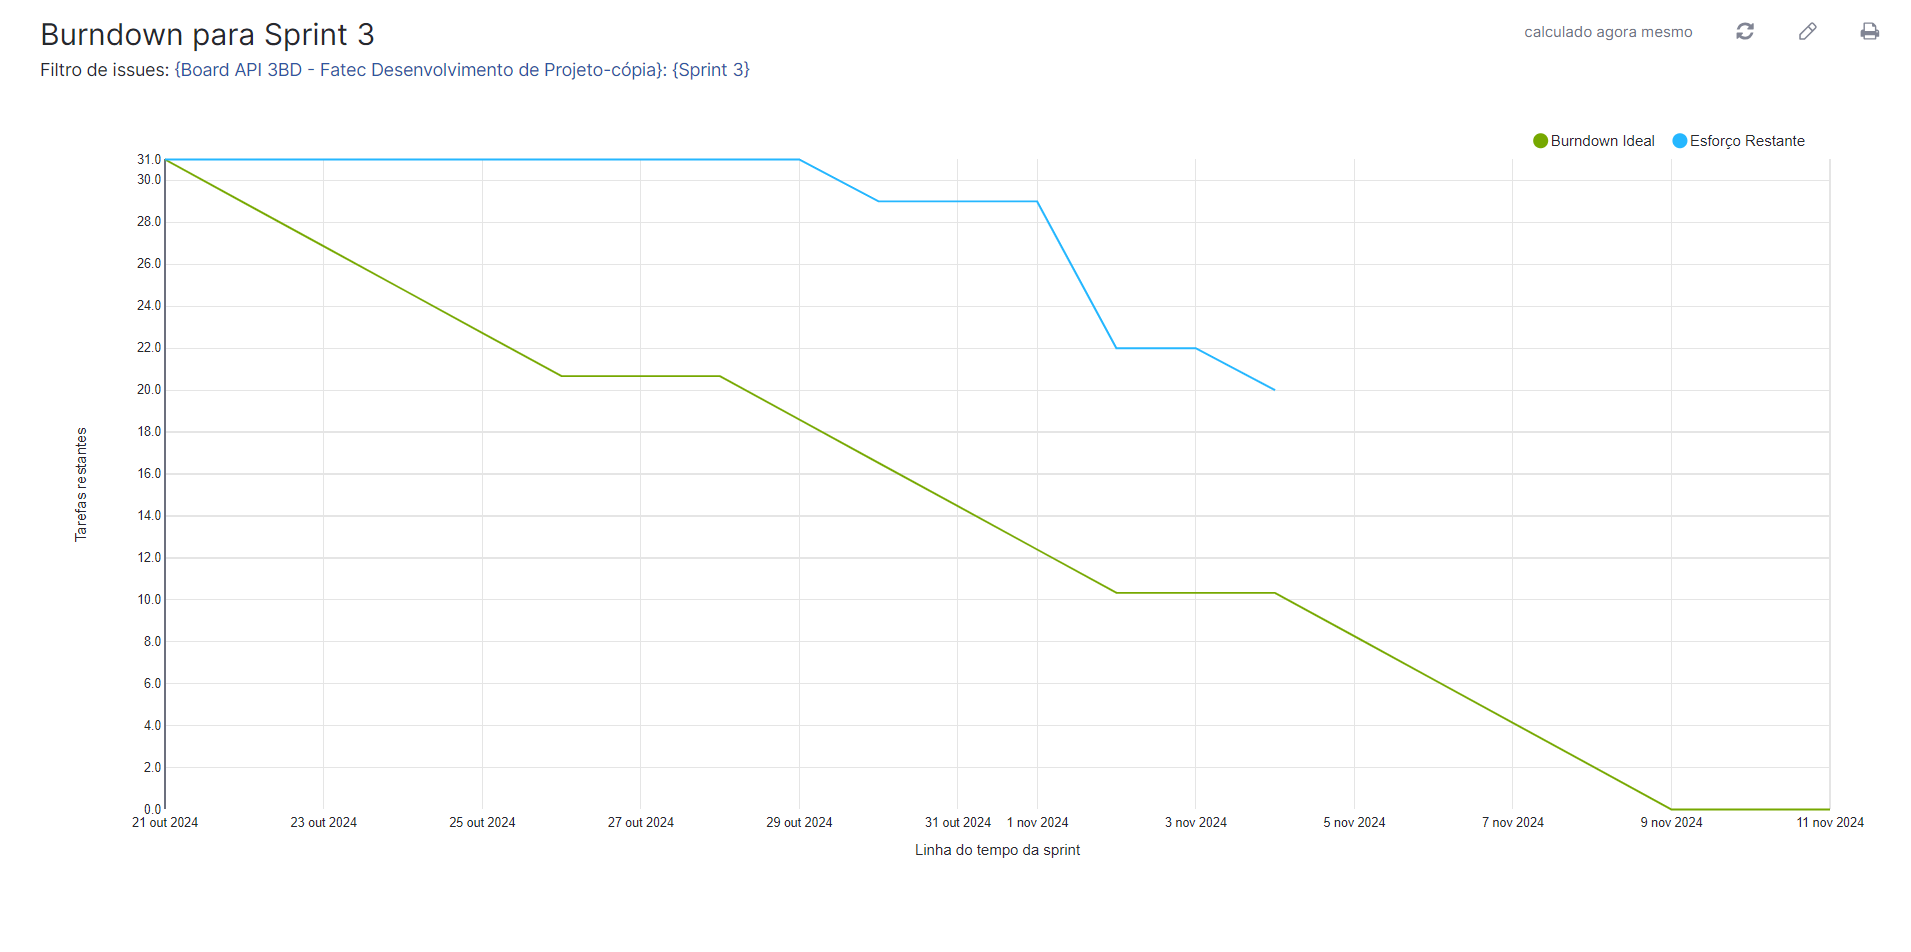 Burndown para Sprint 3
calculado agora mesmo
Filtro de issues: {Board API 3BD - Fatec Desenvolvimento de Projeto-cópia}: {Sprint 3}
Burndown Ideal
Esforço Restante
31.0
30.0
28.0
26.0
24.0
22.0
20.0
18.0
16.0
14.0
12.0
10.0
8.0
6.0
4.0
2.0
0.0
Tarefas restantes
21 out 2024
23 out 2024
25 out 2024
27 out 2024
29 out 2024
31 out 2024
1 nov 2024
3 nov 2024
5 nov 2024
7 nov 2024
9 nov 2024
11 nov 2024
Linha do tempo da sprint